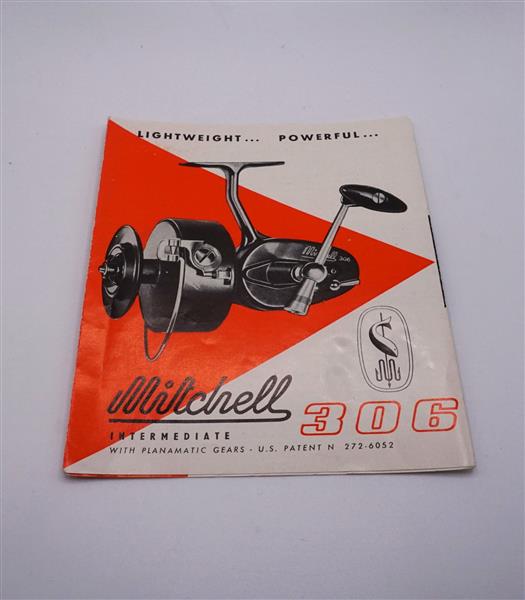 LIGHTWEIGHT... POWERFUL...
Mitchell
306
Mitchell
306
INTERMEDIATE
WITH PLANAMATIC GEARS - U.S. PATENT N 272-6052